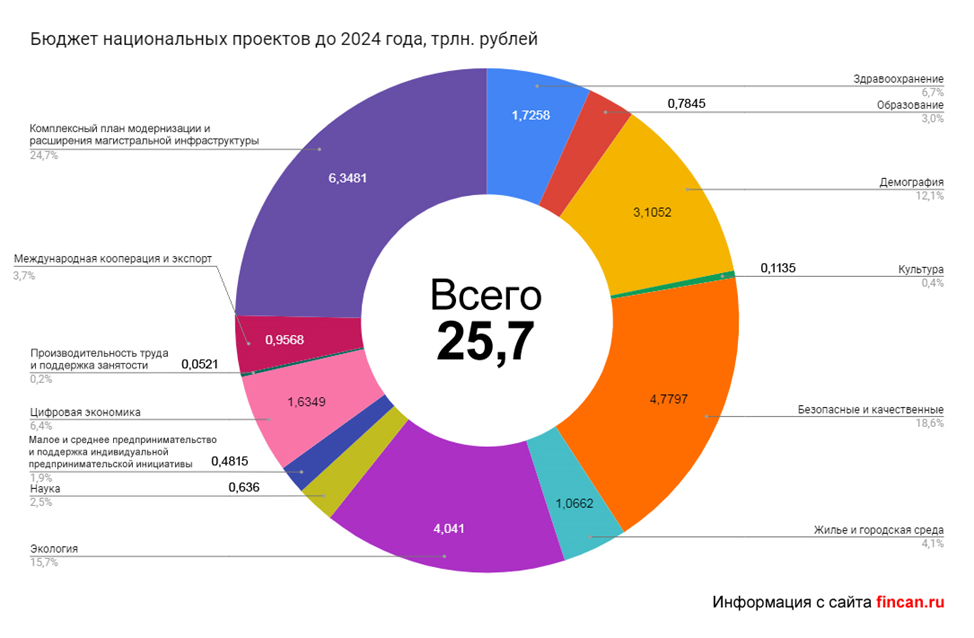 Бюджет национальных проектов до 2024 года, трлн. рублей
Здравоохранение
6,7%
1,7258
0,7845
Образование
3,0%
Демография
12,1%
3,1052
0,1135
Культура
0,4%
4,7797
Безопасные и качественные
18,6%
1,0662
Жилье и городская среда
4,1%
4,041
Экология
15,7%
0,636
Наука
2,5%
Малое и среднее предпринимательство
и поддержка индивидуальной
предпринимательской инициативы
0,4815
1,9%
1,6349
Цифровая экономика
6,4%
Производительность труда
и поддержка занятости
0,0521
0,2%
0,9568
Международная кооперация и экспорт
3,7%
6,3481
Комплексный план модернизации и
расширения магистральной инфраструктуры
24,7%
Всего
25,7
Информация с сайта fincan.ru